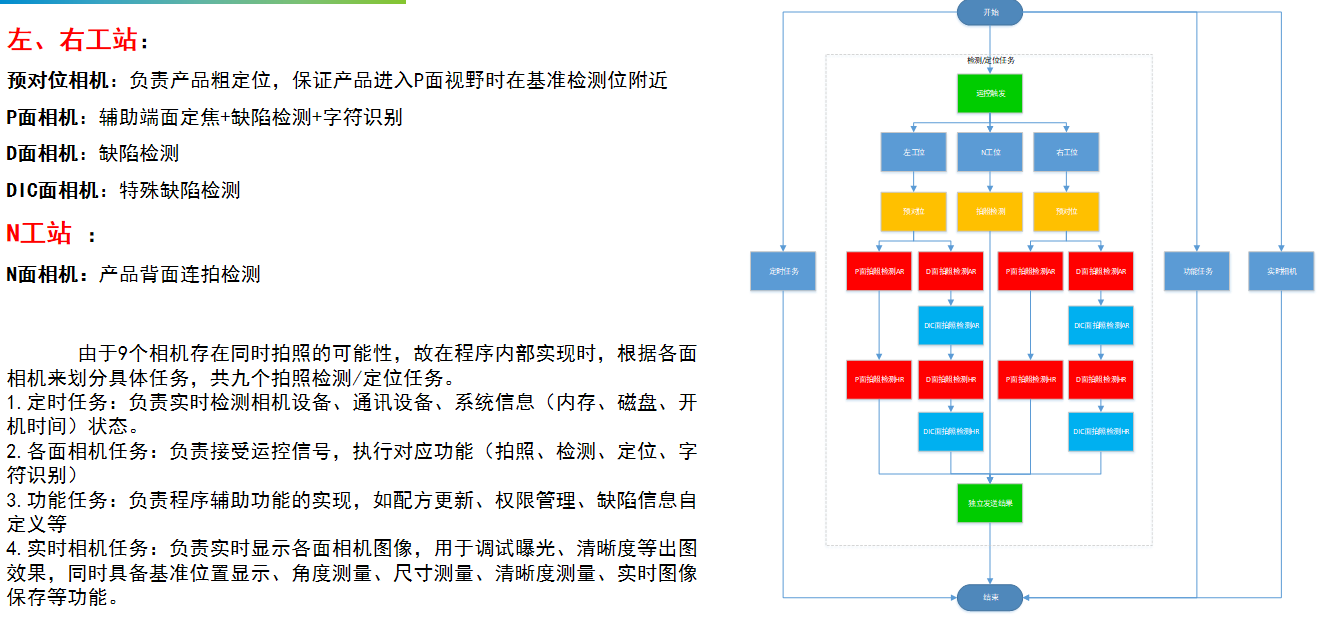 左、右工站：
预对位相机：负责产品粗定位，保证产品进入P面视野时在基准检测位附近
P面相机：辅助端面定焦+缺陷检测+字符识别
D面相机：缺陷检测
DIC面相机：特殊缺陷检测
N工站 ：
N面相机：产品背面连拍检测
由于9个相机存在同时拍照的可能性，故在程序内部实现时，根据各面
相机来划分具体任务，共九个拍照检测/定位任务。
1.定时任务：负责实时检测相机设备、通讯设备、系统信息（内存、磁盘、开
机时间）状态。
2.各面相机任务：负责接受运控信号，执行对应功能（拍照、检测、定位、字
符识别）
3.功能任务：负责程序辅助功能的实现，如配方更新、权限管理、缺陷信息自
定义等
4.实时相机任务：负责实时显示各面相机图像，用于调试曝光、清晰度等出图
效果，同时具备基准位置显示、角度测量、尺寸测量、清晰度测量、实时图像
保存等功能。
开始
检测/定位任务
运控触发
左工位
N工位
右工位
预对位
拍照检测
预对位
定时任务
P面拍照检测AR
D面拍照检测AR
P面拍照检测AR
D面拍照检测AR
功能任务
实时相机
DIC面拍照检测AR
DIC面拍照检测AR
P面拍照检测HR
D面拍照检测HR
P面拍照检测HR
D面拍照检测HR
DIC面拍照检测HR
DIC面拍照检测HR
独立发送结果
结束